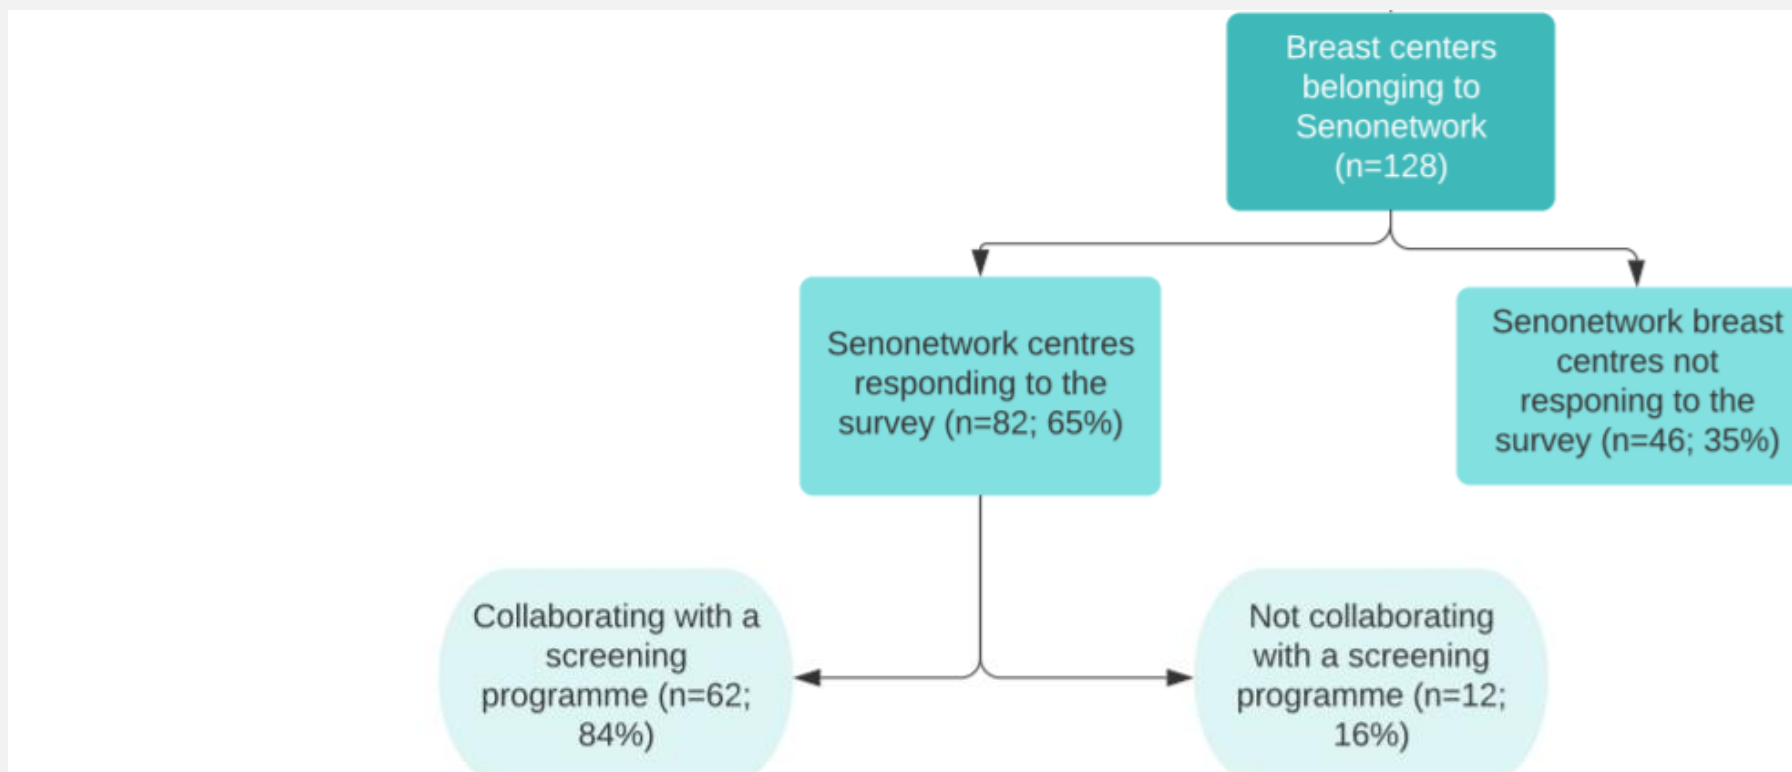 Breast centers
belonging to
Senonetwork
(n=128)
Senonetwork centres
responding to the
survey (n=82; 65%)
Senonetwork breast
centres not
responing to the
survey (n=46; 35%)
Collaborating with a
screening
programme (n=62;
84%)
Not collaborating
with a screening
programme (n=12;
16%)